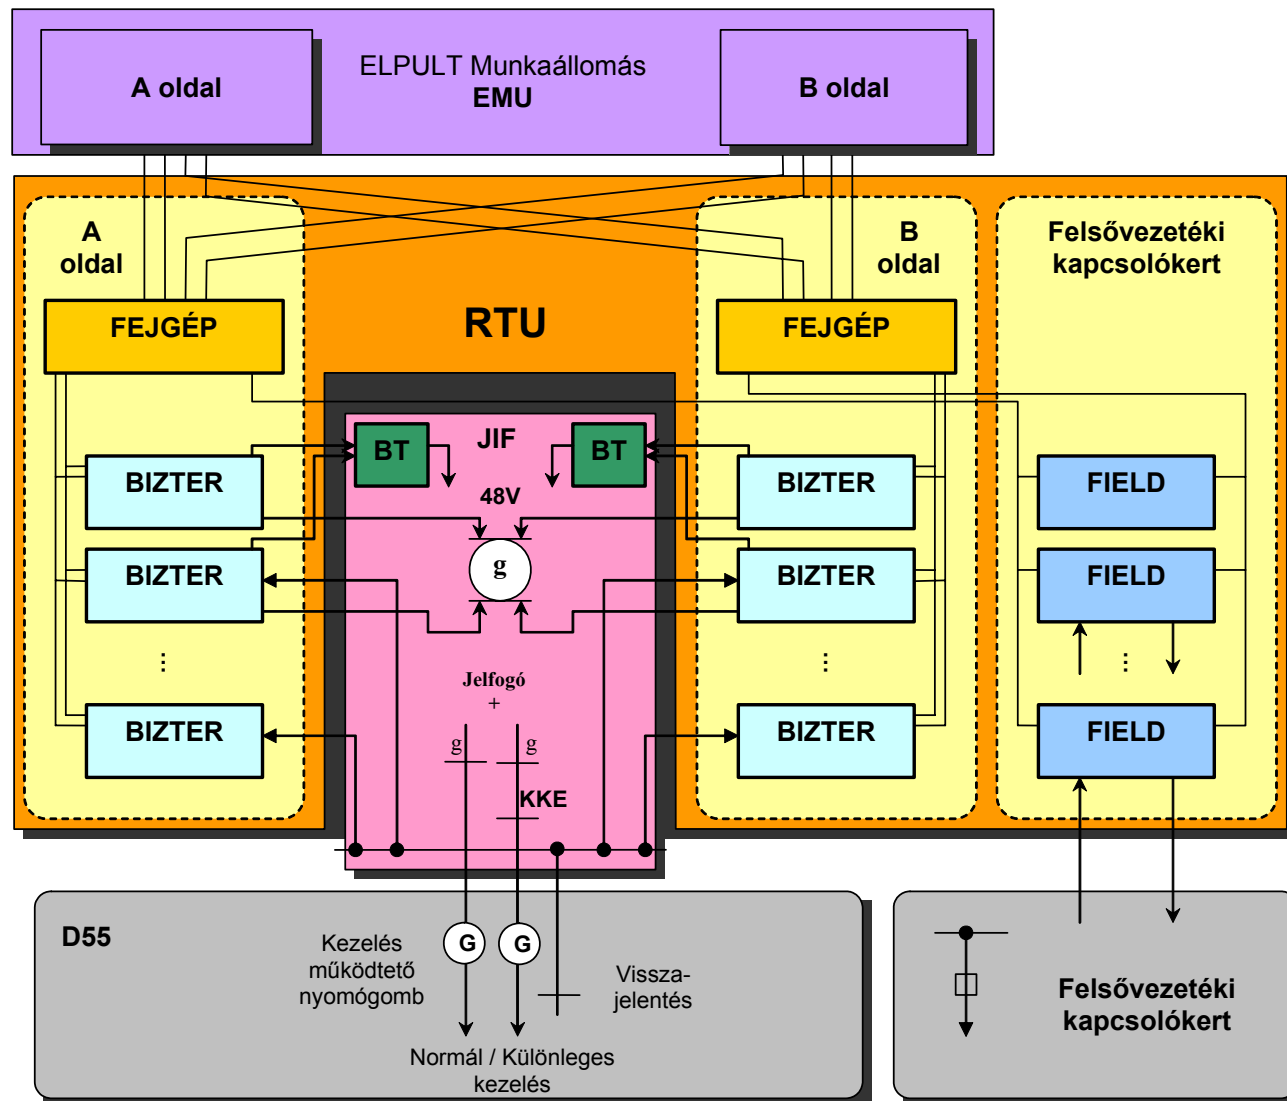 A oldal
ELPULT Munkaállomás
EMU
B oldal
A
oldal
B
oldal
Felsővezetéki
kapcsolókert
FEJGÉP
RTU
FEJGÉP
BT
JIF
BT
BIZTER
48V
BIZTER
FIELD
BIZTER
g
BIZTER
FIELD
...
Jelfogó
+
...
...
BIZTER
g
g
BIZTER
FIELD
KKE
D55
Kezelés
működtető
nyomógomb
G
G
Vissza-
jelentés
Normál / Különleges
kezelés
Felsővezetéki
kapcsolókert